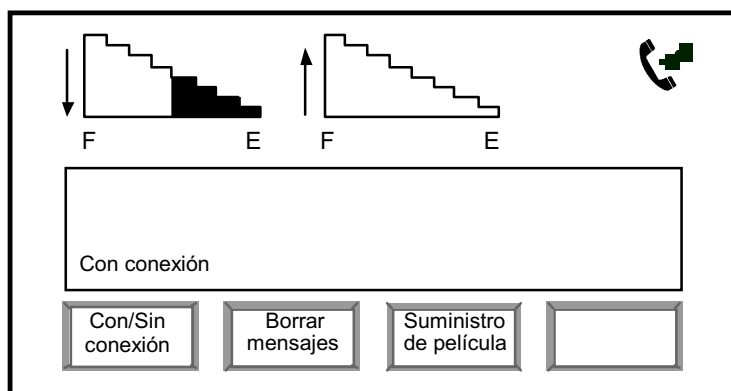 F E F E
Con conexión
Con/Sin
conexión
Borrar
mensajes
Suministro
de película